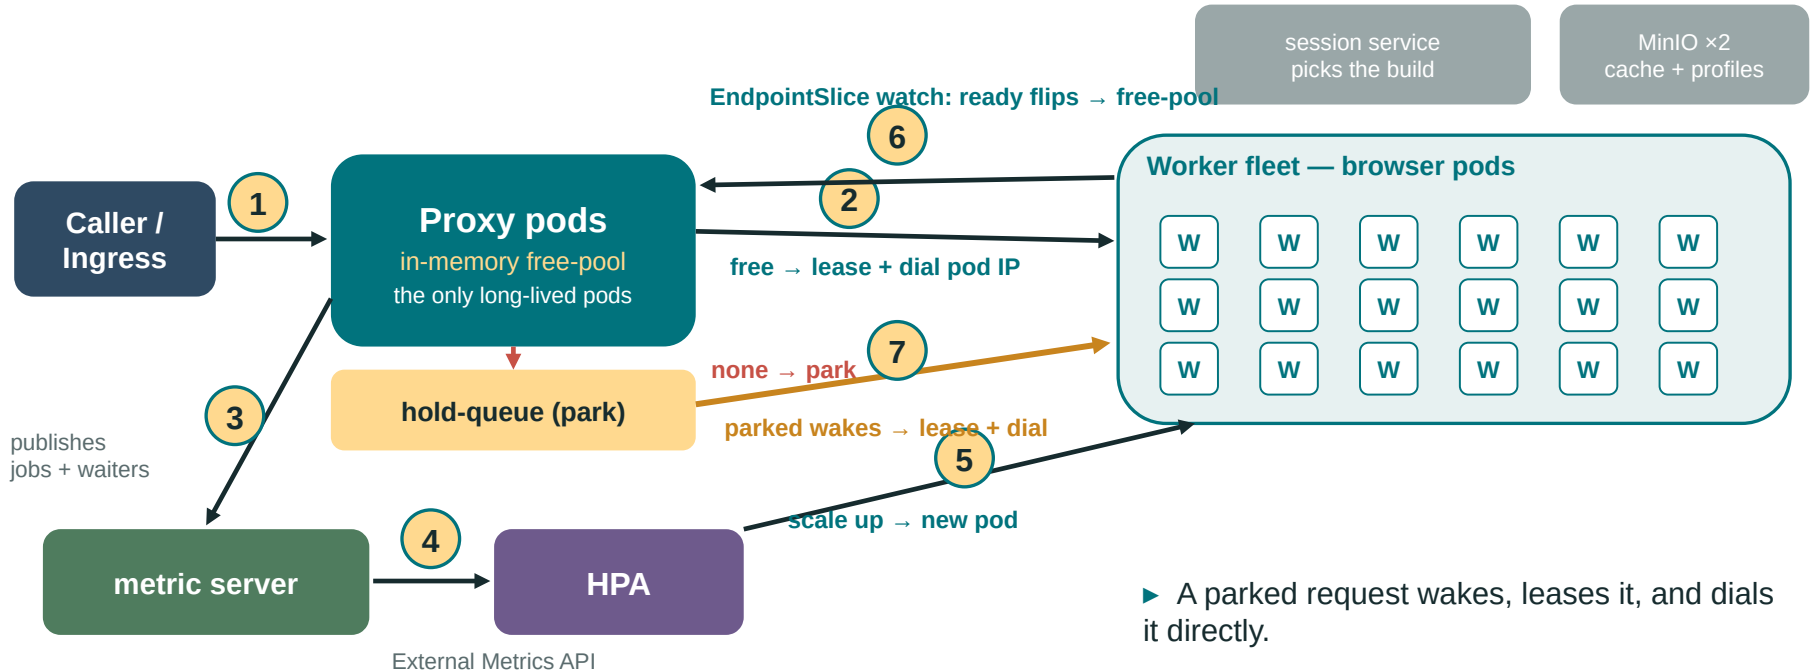 session service
picks the build
MinIO ×2
cache + profiles
EndpointSlice watch: ready flips → free-pool
6
Worker fleet — browser pods
1
2
Caller /
Ingress
Proxy pods
in-memory free-pool
the only long-lived pods
free → lease + dial pod IP
W W W W W W
W W W W W W
W W W W W W
7
none → park
hold-queue (park)
parked wakes → lease + dial
3
publishes
jobs + waiters
5
scale up → new pod
4
metric server
HPA
External Metrics API
► A parked request wakes, leases it, and dials
it directly.